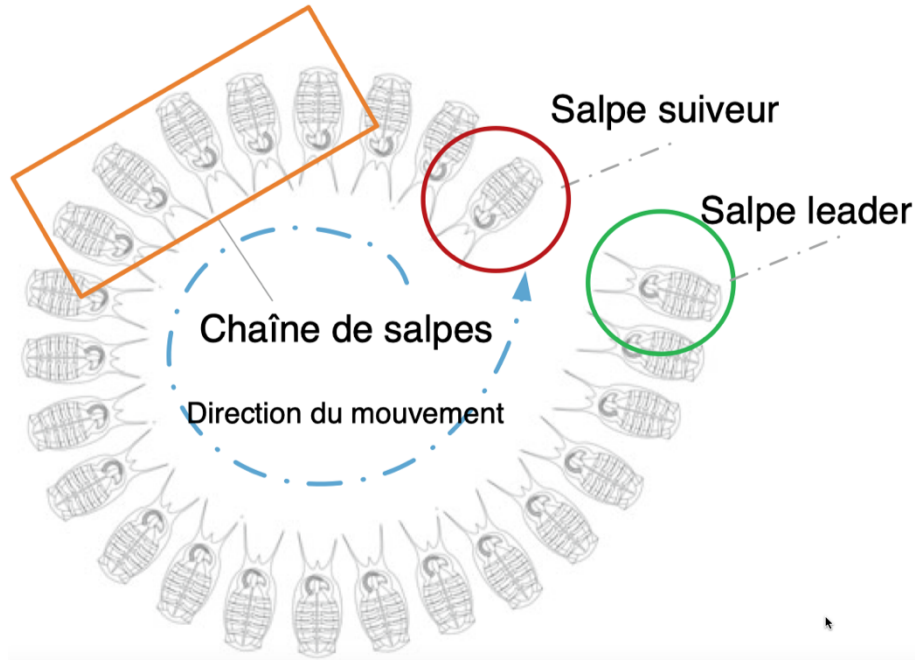 Salpe suiveur
Salpe leader
Chaîne de salpes
Direction du mouvement